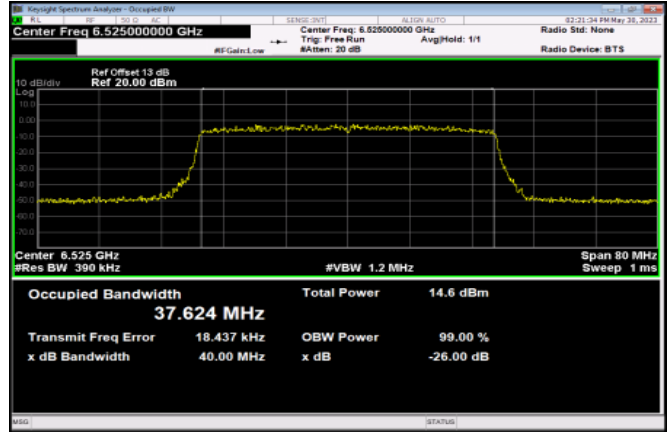 Keysight Spectrum Analyzer - Occupied BW
RL RF 50 Ω AC SENSE:INT ALIGN AUTO 02:21:34 PM May 30, 2023
Center Freq 6.525000000 GHz
Center Freq: 6.525000000 GHz
Radio Std: None
Trig: Free Run Avg|Hold: 1/1
#IFGain:Low #Atten: 20 dB Radio Device: BTS
Ref Offset 13 dB
10 dB/div Ref 20.00 dBm
Log
10.0
0.00
-10.0
-20.0
-30.0
-40.0
-50.0
-60.0
-70.0
Center 6.525 GHz Span 80 MHz
#Res BW 390 kHz #VBW 1.2 MHz Sweep 1 ms
Occupied Bandwidth Total Power 14.6 dBm
37.624 MHz
Transmit Freq Error 18.437 kHz OBW Power 99.00 %
x dB Bandwidth 40.00 MHz x dB -26.00 dB
MSG STATUS